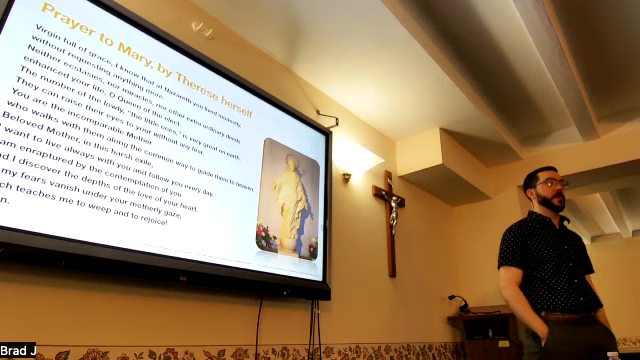 Prayer to Mary, by Therese herself
Virgin full of grace, I know that at Nazareth you lived modestly,
without requesting anything more.
Neither ecstasies, nor miracles, nor other extraordinary deeds
enhanced your life, O Queen of the elect.
The number of the lowly, "the little ones," is very great on earth.
They can raise their eyes to your without any fear.
You are the incomparable Mother
who walks with them along the common way to guide them to heaven.
Beloved Mother, in this harsh exile,
want to live always with you and follow you every day.
am enraptured by the contemplation of you
I discover the depths of the love of your heart.
my fears vanish under your motherly gaze,
teaches me to weep and to rejoice!
Brad J